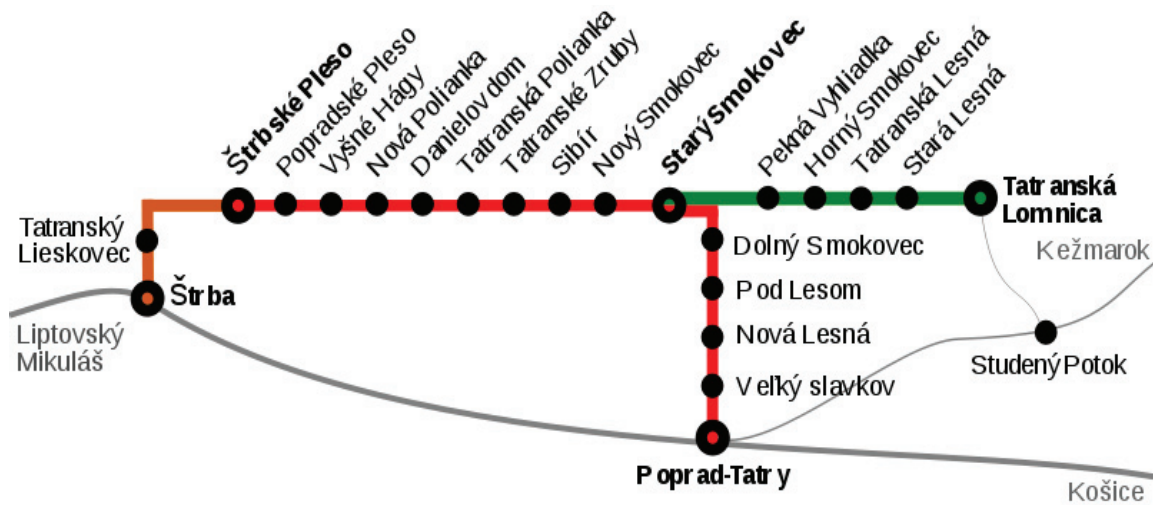 Štrbské Pleso
Popradské Pleso
Vyšné Hágy
Nová Polianka
Danielov dom
Tatranská Polianka
Tatranské Zruby
Sibír
Nový Smokovec
Starý Smokovec
Pekná Vyhliadka
Horný Smokovec
Tatranská Lesná
Stará Lesná
Tatranská
Lomnica
Tatranský
Lieskovec
Štrba
Liptovský
Mikuláš
Dolný Smokovec
Pod Lesom
Nová Lesná
Veľký slavkov
Poprad-Tatry
Kežmarok
Studený Potok
Košice